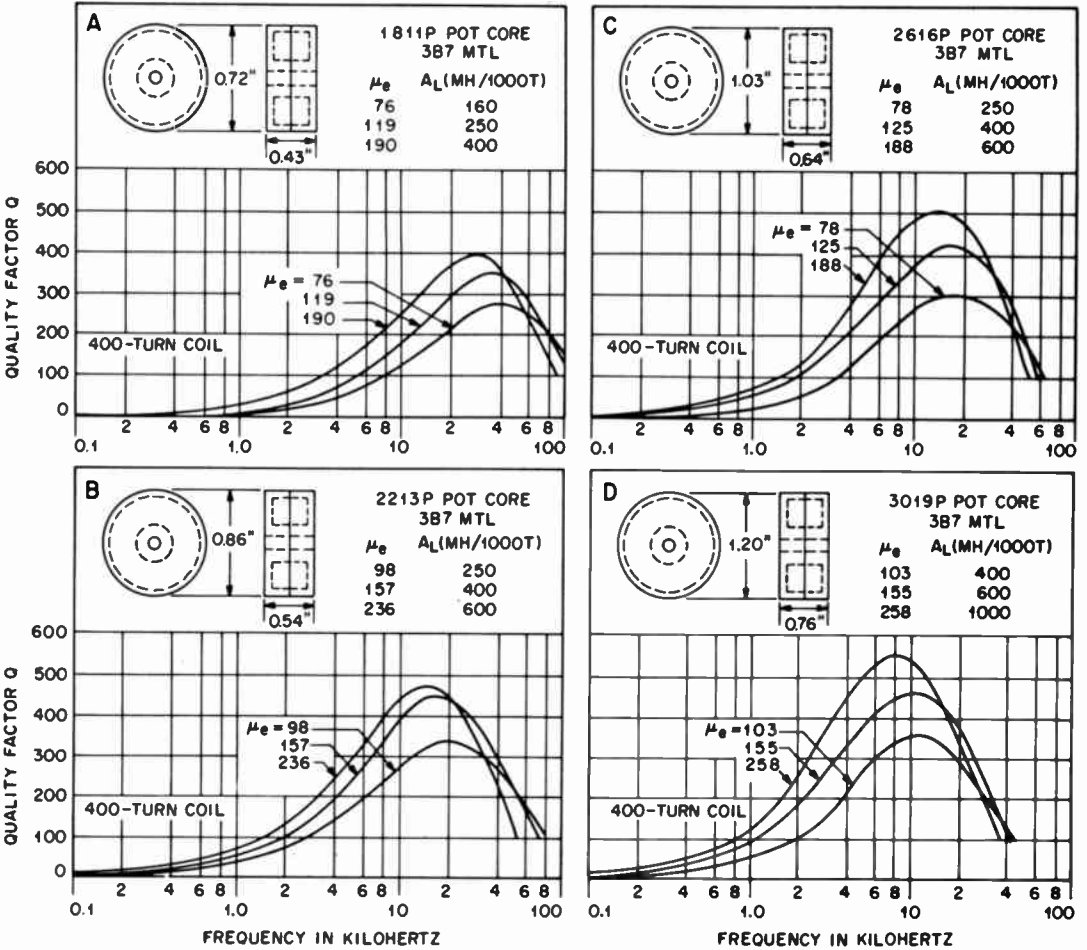 A
1811P POT CORE
3B7 MTL
0.72"
0.43"
μe AL(MH/1000T)
76 160
119 250
190 400
QUALITY FACTOR Q
600
500
400
300
200
100
0
μe = 76
119
190
400-TURN COIL
2 4 6 8 2 4 6 8 2 4 6 8
0.1 1.0 10 100
C
2616P POT CORE
3B7 MTL
1.03"
0.64"
μe AL(MH/1000T)
78 250
125 400
188 600
μe = 78
125
188
400-TURN COIL
2 4 6 8 2 4 6 8 2 4 6 8
0.1 1.0 10 100
B
2213P POT CORE
3B7 MTL
0.86"
0.54"
μe AL(MH/1000T)
98 250
157 400
236 600
QUALITY FACTOR Q
600
500
400
300
200
100
0
μe = 98
157
236
400-TURN COIL
2 4 6 8 2 4 6 8 2 4 6 8
0.1 1.0 10 100
FREQUENCY IN KILOHERTZ
D
3019P POT CORE
3B7 MTL
1.20"
0.76"
μe AL(MH/1000T)
103 400
155 600
258 1000
μe = 103
155
258
400-TURN COIL
2 4 6 8 2 4 6 8 2 4 6 8
0.1 1.0 10 100
FREQUENCY IN KILOHERTZ